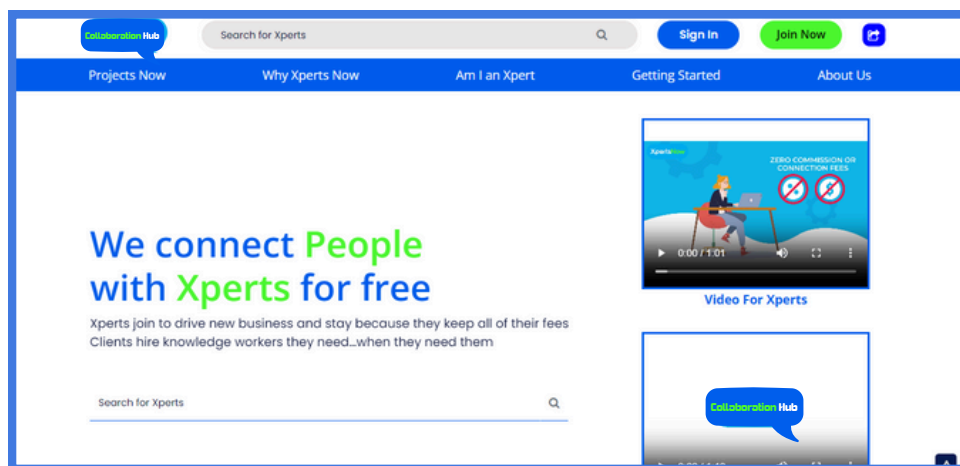 Collaboration Hub
Search for Xperts
Sign In
Join Now
Projects Now
Why Xperts Now
Am I an Xpert
Getting Started
About Us
XpertsNow
ZERO COMMISSION OR
CONNECTION FEES
0:00 / 1:01
Video For Xperts
We connect People
with Xperts for free
Xperts join to drive new business and stay because they keep all of their fees
Clients hire knowledge workers they need...when they need them
Search for Xperts
Collaboration Hub